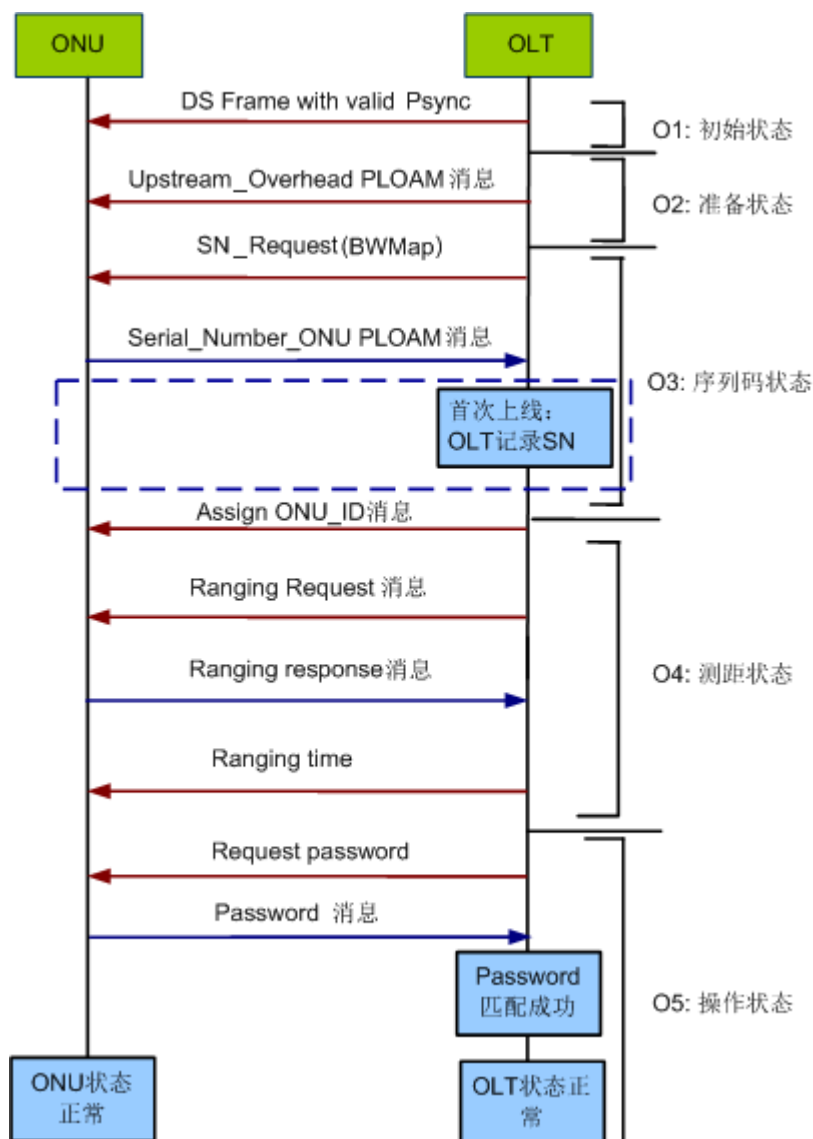 ONU
OLT
DS Frame with valid Psync
O1: 初始状态
Upstream_Overhead PLOAM 消息
O2: 准备状态
SN_Request(BWMap)
Serial_Number_ONU PLOAM 消息
O3: 序列码状态
首次上线：
OLT记录SN
Assign ONU_ID消息
Ranging Request 消息
Ranging response消息
O4: 测距状态
Ranging time
Request password
Password 消息
Password
匹配成功
O5: 操作状态
ONU状态
正常
OLT状态正
常